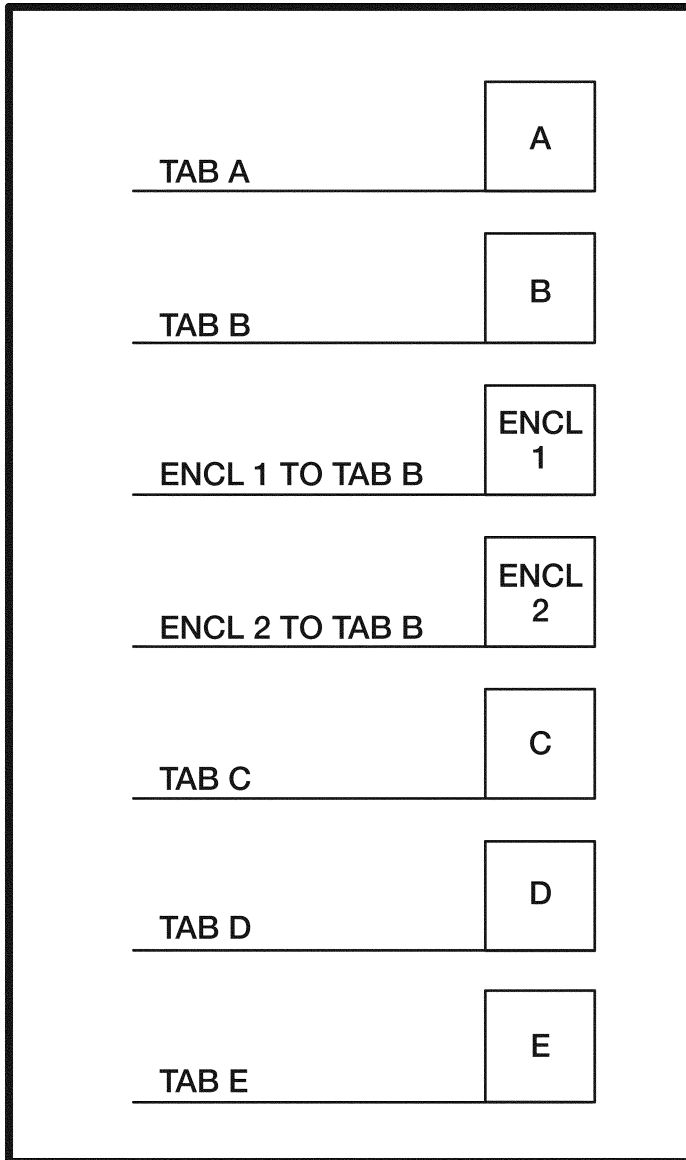 A
TAB A
B
TAB B
ENCL
1
ENCL 1 TO TAB B
ENCL
2
ENCL 2 TO TAB B
C
TAB C
D
TAB D
E
TAB E